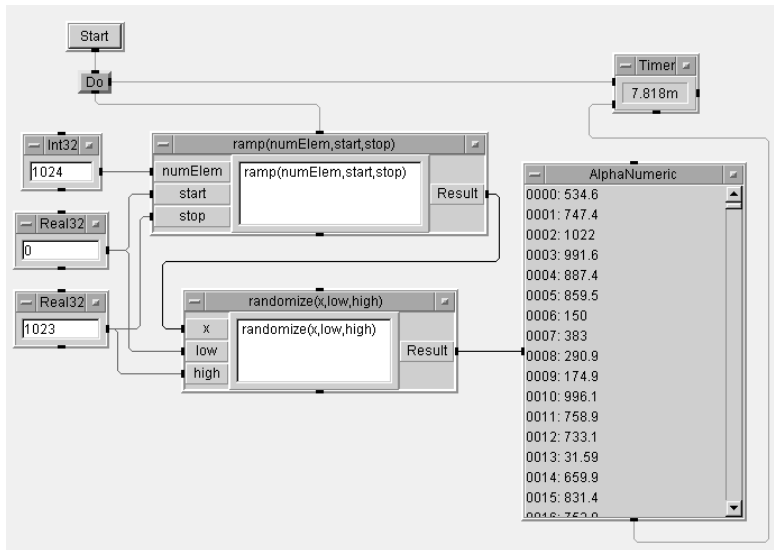 Start
Do
Timer
7.818m
Int32
1024
Real32
0
Real32
1023
ramp(numElem,start,stop)
numElem
start
stop
ramp(numElem,start,stop)
Result
randomize(x,low,high)
x
low
high
randomize(x,low,high)
Result
AlphaNumeric
0000: 534.6
0001: 747.4
0002: 1022
0003: 991.6
0004: 887.4
0005: 859.5
0006: 150
0007: 383
0008: 290.9
0009: 174.9
0010: 996.1
0011: 758.9
0012: 733.1
0013: 31.59
0014: 659.9
0015: 831.4